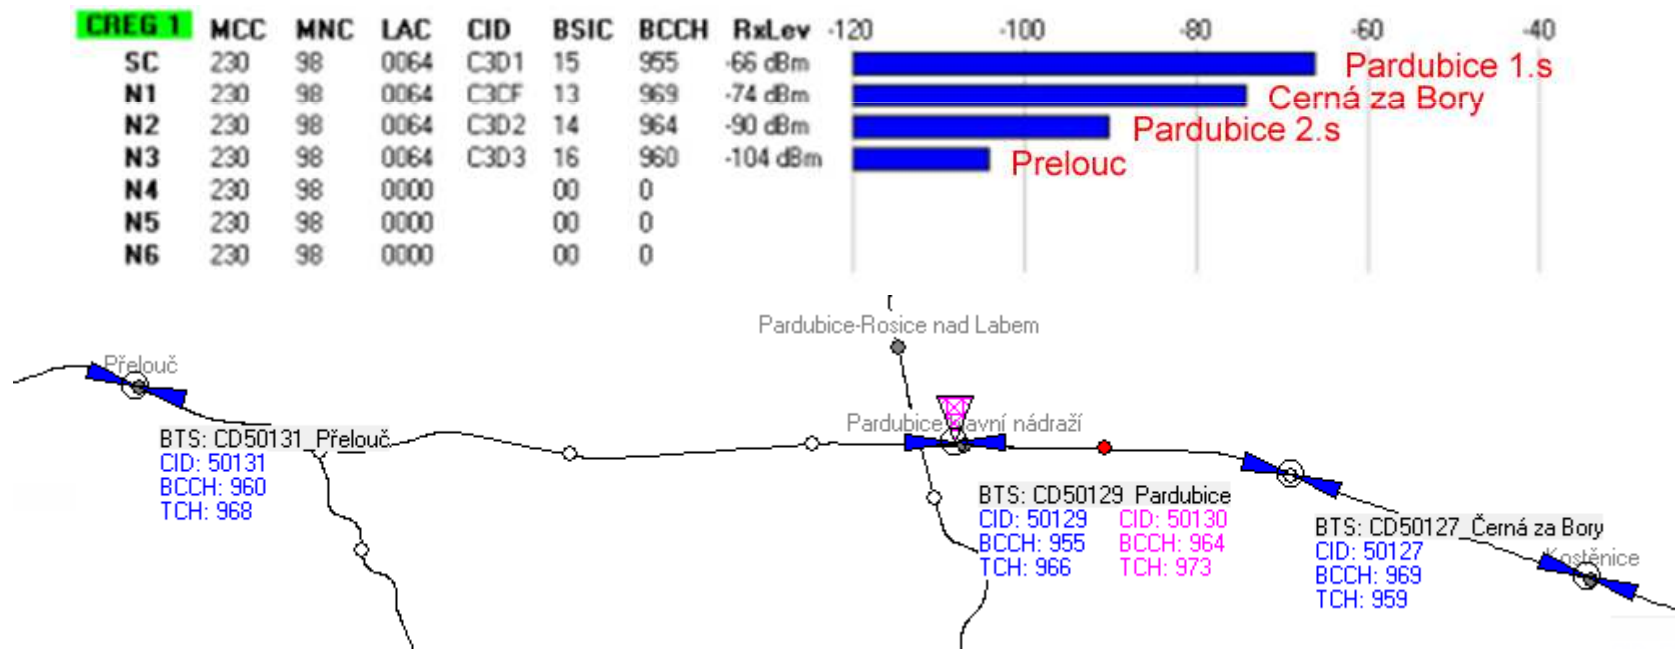 CREG 1 MCC MNC LAC CID BSIC BCCH RxLev -120 -100 -80 -60 -40
SC 230 98 0064 C3D1 15 955 -66 dBm Pardubice 1.s
N1 230 98 0064 C3CF 13 969 -74 dBm Cerná za Bory
N2 230 98 0064 C3D2 14 964 -90 dBm Pardubice 2.s
N3 230 98 0064 C3D3 16 960 -104 dBm Prelouc
N4 230 98 0000 00 0
N5 230 98 0000 00 0
N6 230 98 0000 00 0
Pardubice-Rosice nad Labem
Přelouč
Pardubice hlavní nádraží
BTS: CD50131_Přelouč
CID: 50131
BCCH: 960
TCH: 968
BTS: CD50129_Pardubice
CID: 50129 CID: 50130
BCCH: 955 BCCH: 964
TCH: 966 TCH: 973
BTS: CD50127_Černá za Bory
CID: 50127
BCCH: 969
TCH: 959
Kostěnice